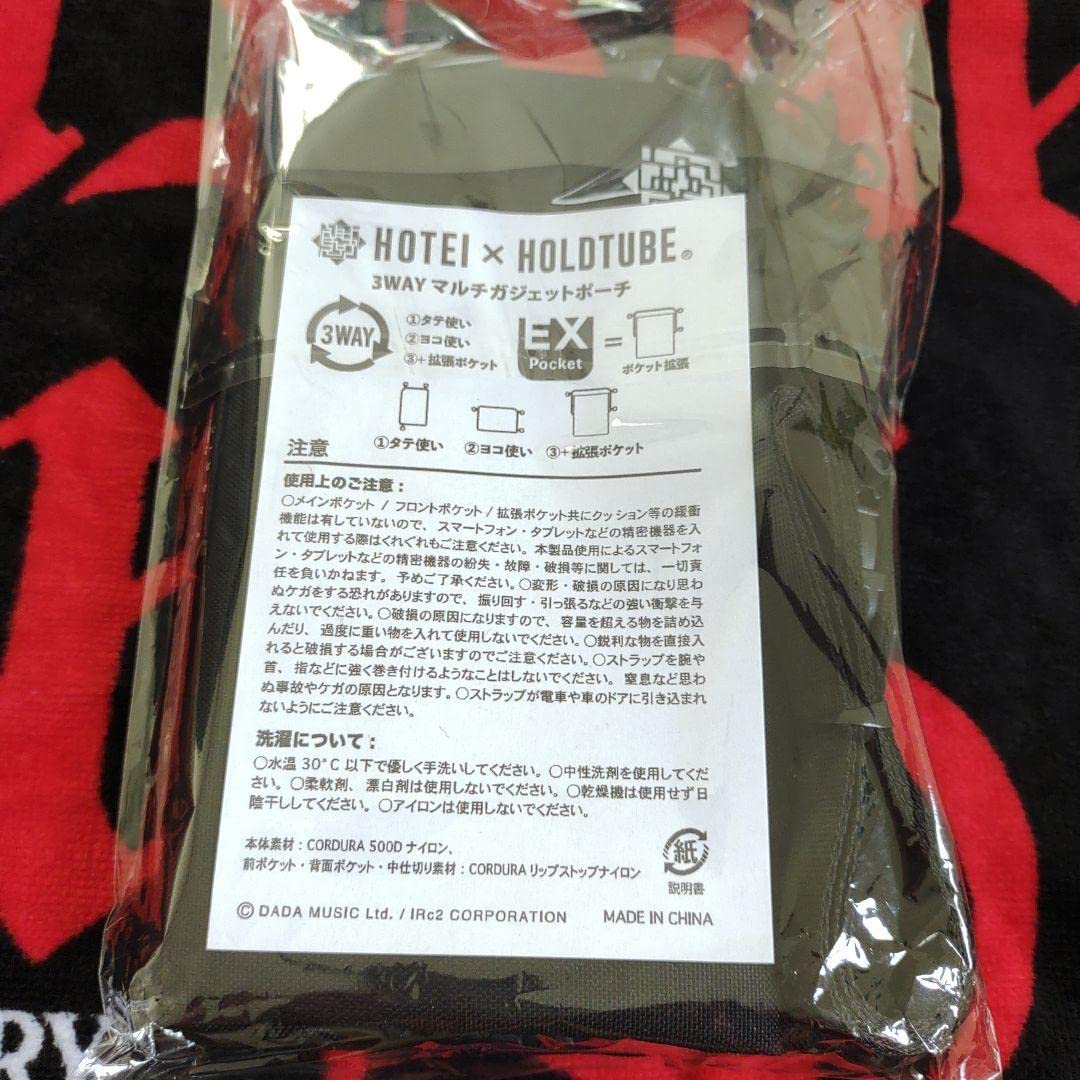 HOTEI × HOLDTUBE®
3WAY マルチガジェットポーチ
3WAY
①タテ使い
②ヨコ使い
③+拡張ポケット
EX
Pocket
=
ポケット拡張
①タテ使い ②ヨコ使い ③+拡張ポケット
注意
使用上のご注意：
○メインポケット / フロントポケット / 拡張ポケット共にクッション等の緩衝
機能は有していないので、スマートフォン・タブレットなどの精密機器を入
れて使用する際はくれぐれもご注意ください。本製品使用によるスマートフォ
ン・タブレットなどの精密機器の紛失・故障・破損等に関しては、一切責
任を負いかねます。予めご了承ください。○変形・破損の原因になり思わ
ぬケガをする恐れがありますので、振り回す・引っ張るなどの強い衝撃を与
えないでください。○破損の原因になりますので、容量を超える物を詰め込
んだり、過度に重い物を入れて使用しないでください。○鋭利な物を直接入
れると破損する場合がございますのでご注意ください。○ストラップを腕や
首、指などに強く巻き付けるようなことはしないでください。窒息など思わ
ぬ事故やケガの原因となります。○ストラップが電車や車のドアに引き込まれ
ないようにご注意ください。
洗濯について：
○水温 30°C 以下で優しく手洗いしてください。○中性洗剤を使用してくだ
さい。○柔軟剤、漂白剤は使用しないでください。○乾燥機は使用せず日
陰干ししてください。○アイロンは使用しないでください。
本体素材：CORDURA 500D ナイロン、
前ポケット・背面ポケット・中仕切り素材：CORDURA リップストップナイロン
紙
説明書
© DADA MUSIC Ltd. / IRc2 CORPORATION MADE IN CHINA
RY